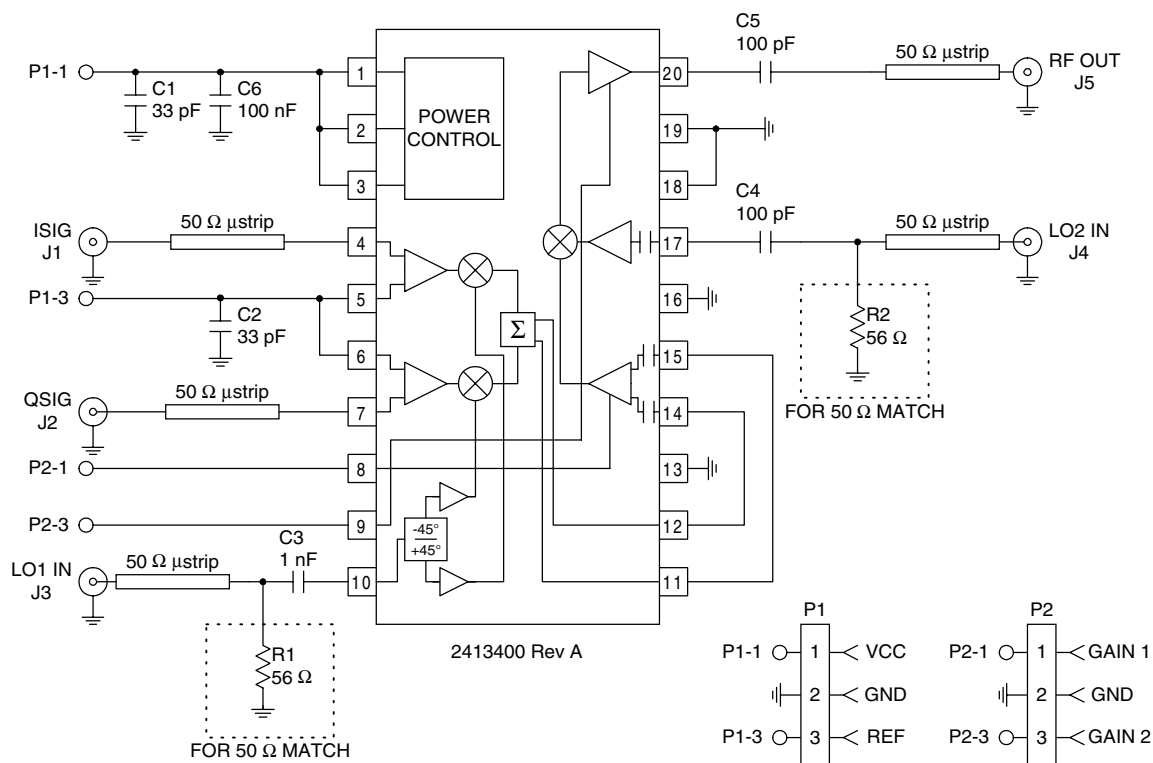 P1-1
C1
33 pF
C6
100 nF
1
2
3
POWER
CONTROL
ISIG
J1
50 Ω μstrip
4
P1-3
C2
33 pF
5
6
QSIG
J2
50 Ω μstrip
7
P2-1
8
P2-3
9
LO1 IN
J3
50 Ω μstrip
C3
1 nF
10
R1
56 Ω
FOR 50 Ω MATCH
Σ
-45°
+45°
2413400 Rev A
20
C5
100 pF
50 Ω μstrip
RF OUT
J5
19
18
17
C4
100 pF
50 Ω μstrip
LO2 IN
J4
R2
56 Ω
FOR 50 Ω MATCH
16
15
14
13
12
11
P1
P1-1
1
VCC
2
GND
P1-3
3
REF
P2
P2-1
1
GAIN 1
2
GND
P2-3
3
GAIN 2